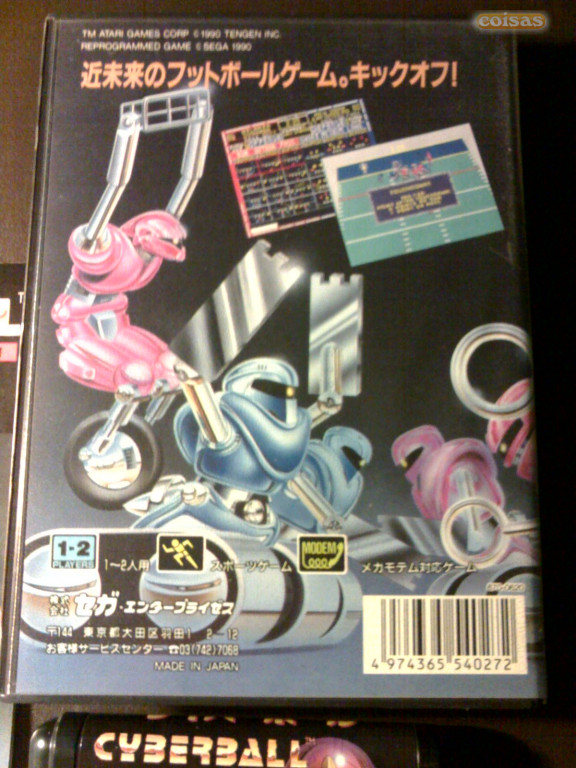 coisas
TM ATARI GAMES CORP © 1990 TENGEN INC.
REPROGRAMMED GAME © SEGA 1990
近未来のフットボールゲーム。キックオフ!
1-2
PLAYERS
1〜2人用
スポーツゲーム
MODEM
メガモデム対応ゲーム
株式会社 セガ・エンタープライゼス
〒144 東京都大田区羽田1-2-12
お客様サービスセンター ☎03(742)7068
MADE IN JAPAN
4 974365 540272
CYBERBALL